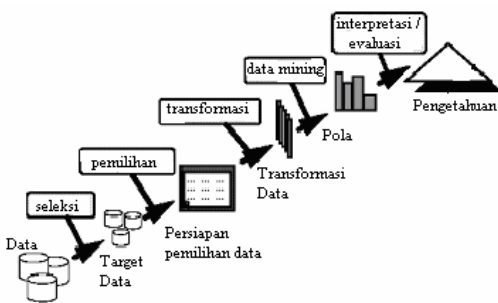 interpretasi /
evaluasi
data mining
Pengetahuan
transformasi
Pola
pemilihan
Transformasi
Data
seleksi
Persiapan
pemilihan data
Data
Target
Data